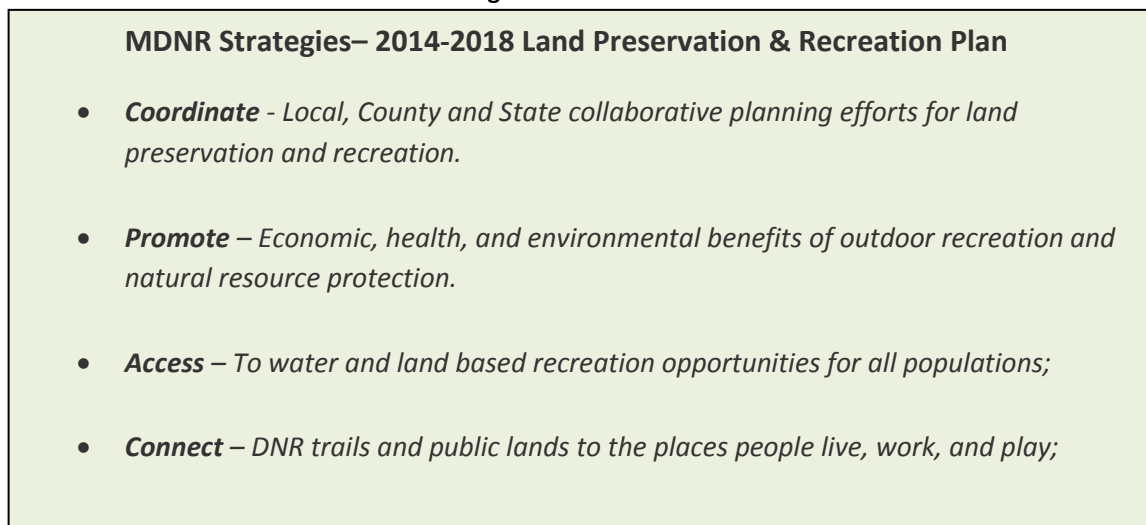 MDNR Strategies– 2014-2018 Land Preservation & Recreation Plan
• Coordinate - Local, County and State collaborative planning efforts for land
preservation and recreation.
• Promote – Economic, health, and environmental benefits of outdoor recreation and
natural resource protection.
• Access – To water and land based recreation opportunities for all populations;
• Connect – DNR trails and public lands to the places people live, work, and play;